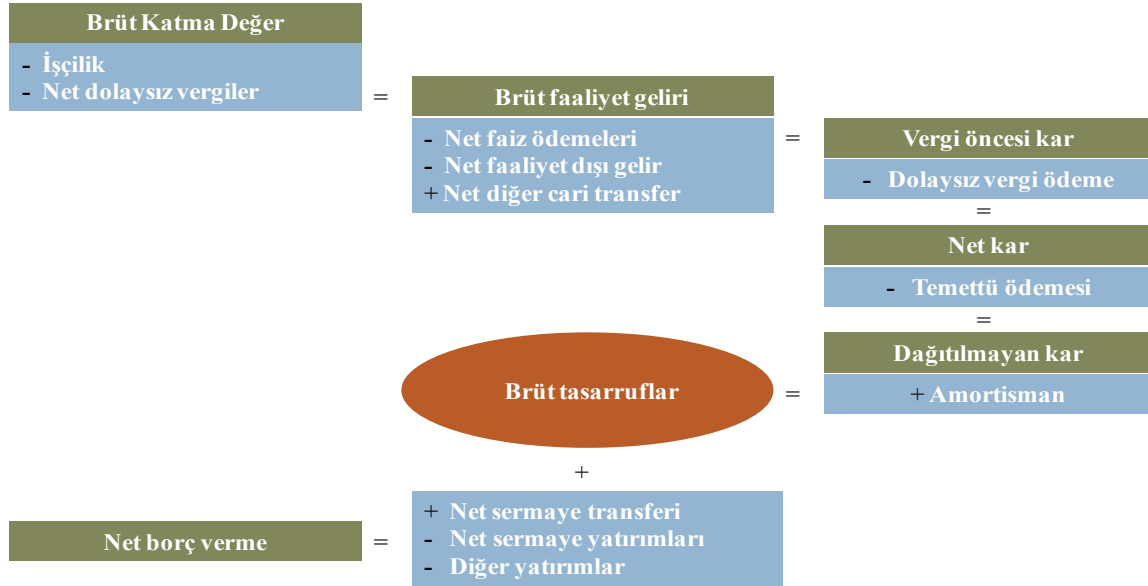 Brüt Katma Değer
- İşçilik
- Net dolaysız vergiler
=
Brüt faaliyet geliri
- Net faiz ödemeleri
- Net faaliyet dışı gelir
+ Net diğer cari transfer
=
Vergi öncesi kar
- Dolaysız vergi ödeme
=
Net kar
- Temettü ödemesi
=
Dağıtılmayan kar
+ Amortisman
=
Brüt tasarruflar
+
+ Net sermaye transferi
- Net sermaye yatırımları
- Diğer yatırımlar
=
Net borç verme